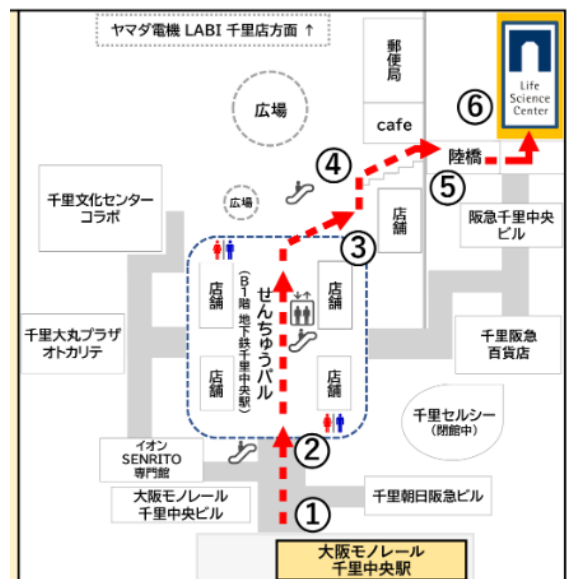 ヤマダ電機 LABI 千里店方面 ↑
郵便局
Life
Science
Center
広場
⑥
cafe
④
陸橋
⑤
千里文化センター
コラボ
広場
店舗
阪急千里中央
ビル
③
店舗
せんちゅうパル
(B1階 地下鉄千里中央駅)
店舗
千里大丸プラザ
オトカリテ
千里阪急
百貨店
店舗
店舗
千里セルシー
(閉館中)
②
イオン
SENRITO
専門館
大阪モノレール
千里中央ビル
千里朝日阪急ビル
①
大阪モノレール
千里中央駅